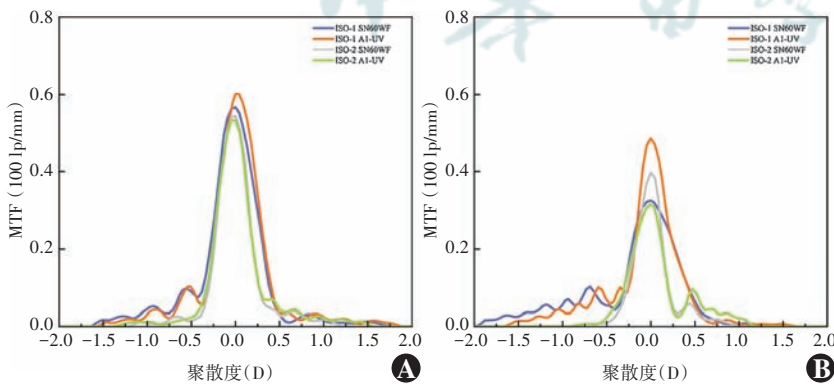 0.8
0.6
0.4
0.2
0.0
MTF (100 lp/mm)
ISO-1 SN60WF
ISO-1 A1-UV
ISO-2 SN60WF
ISO-2 A1-UV
−2.0 −1.5 −1.0 −0.5 0.0 0.5 1.0 1.5 2.0
聚散度(D)
A
0.8
0.6
0.4
0.2
0.0
MTF (100 lp/mm)
ISO-1 SN60WF
ISO-1 A1-UV
ISO-2 SN60WF
ISO-2 A1-UV
−2.0 −1.5 −1.0 −0.5 0.0 0.5 1.0 1.5 2.0
聚散度(D)
B